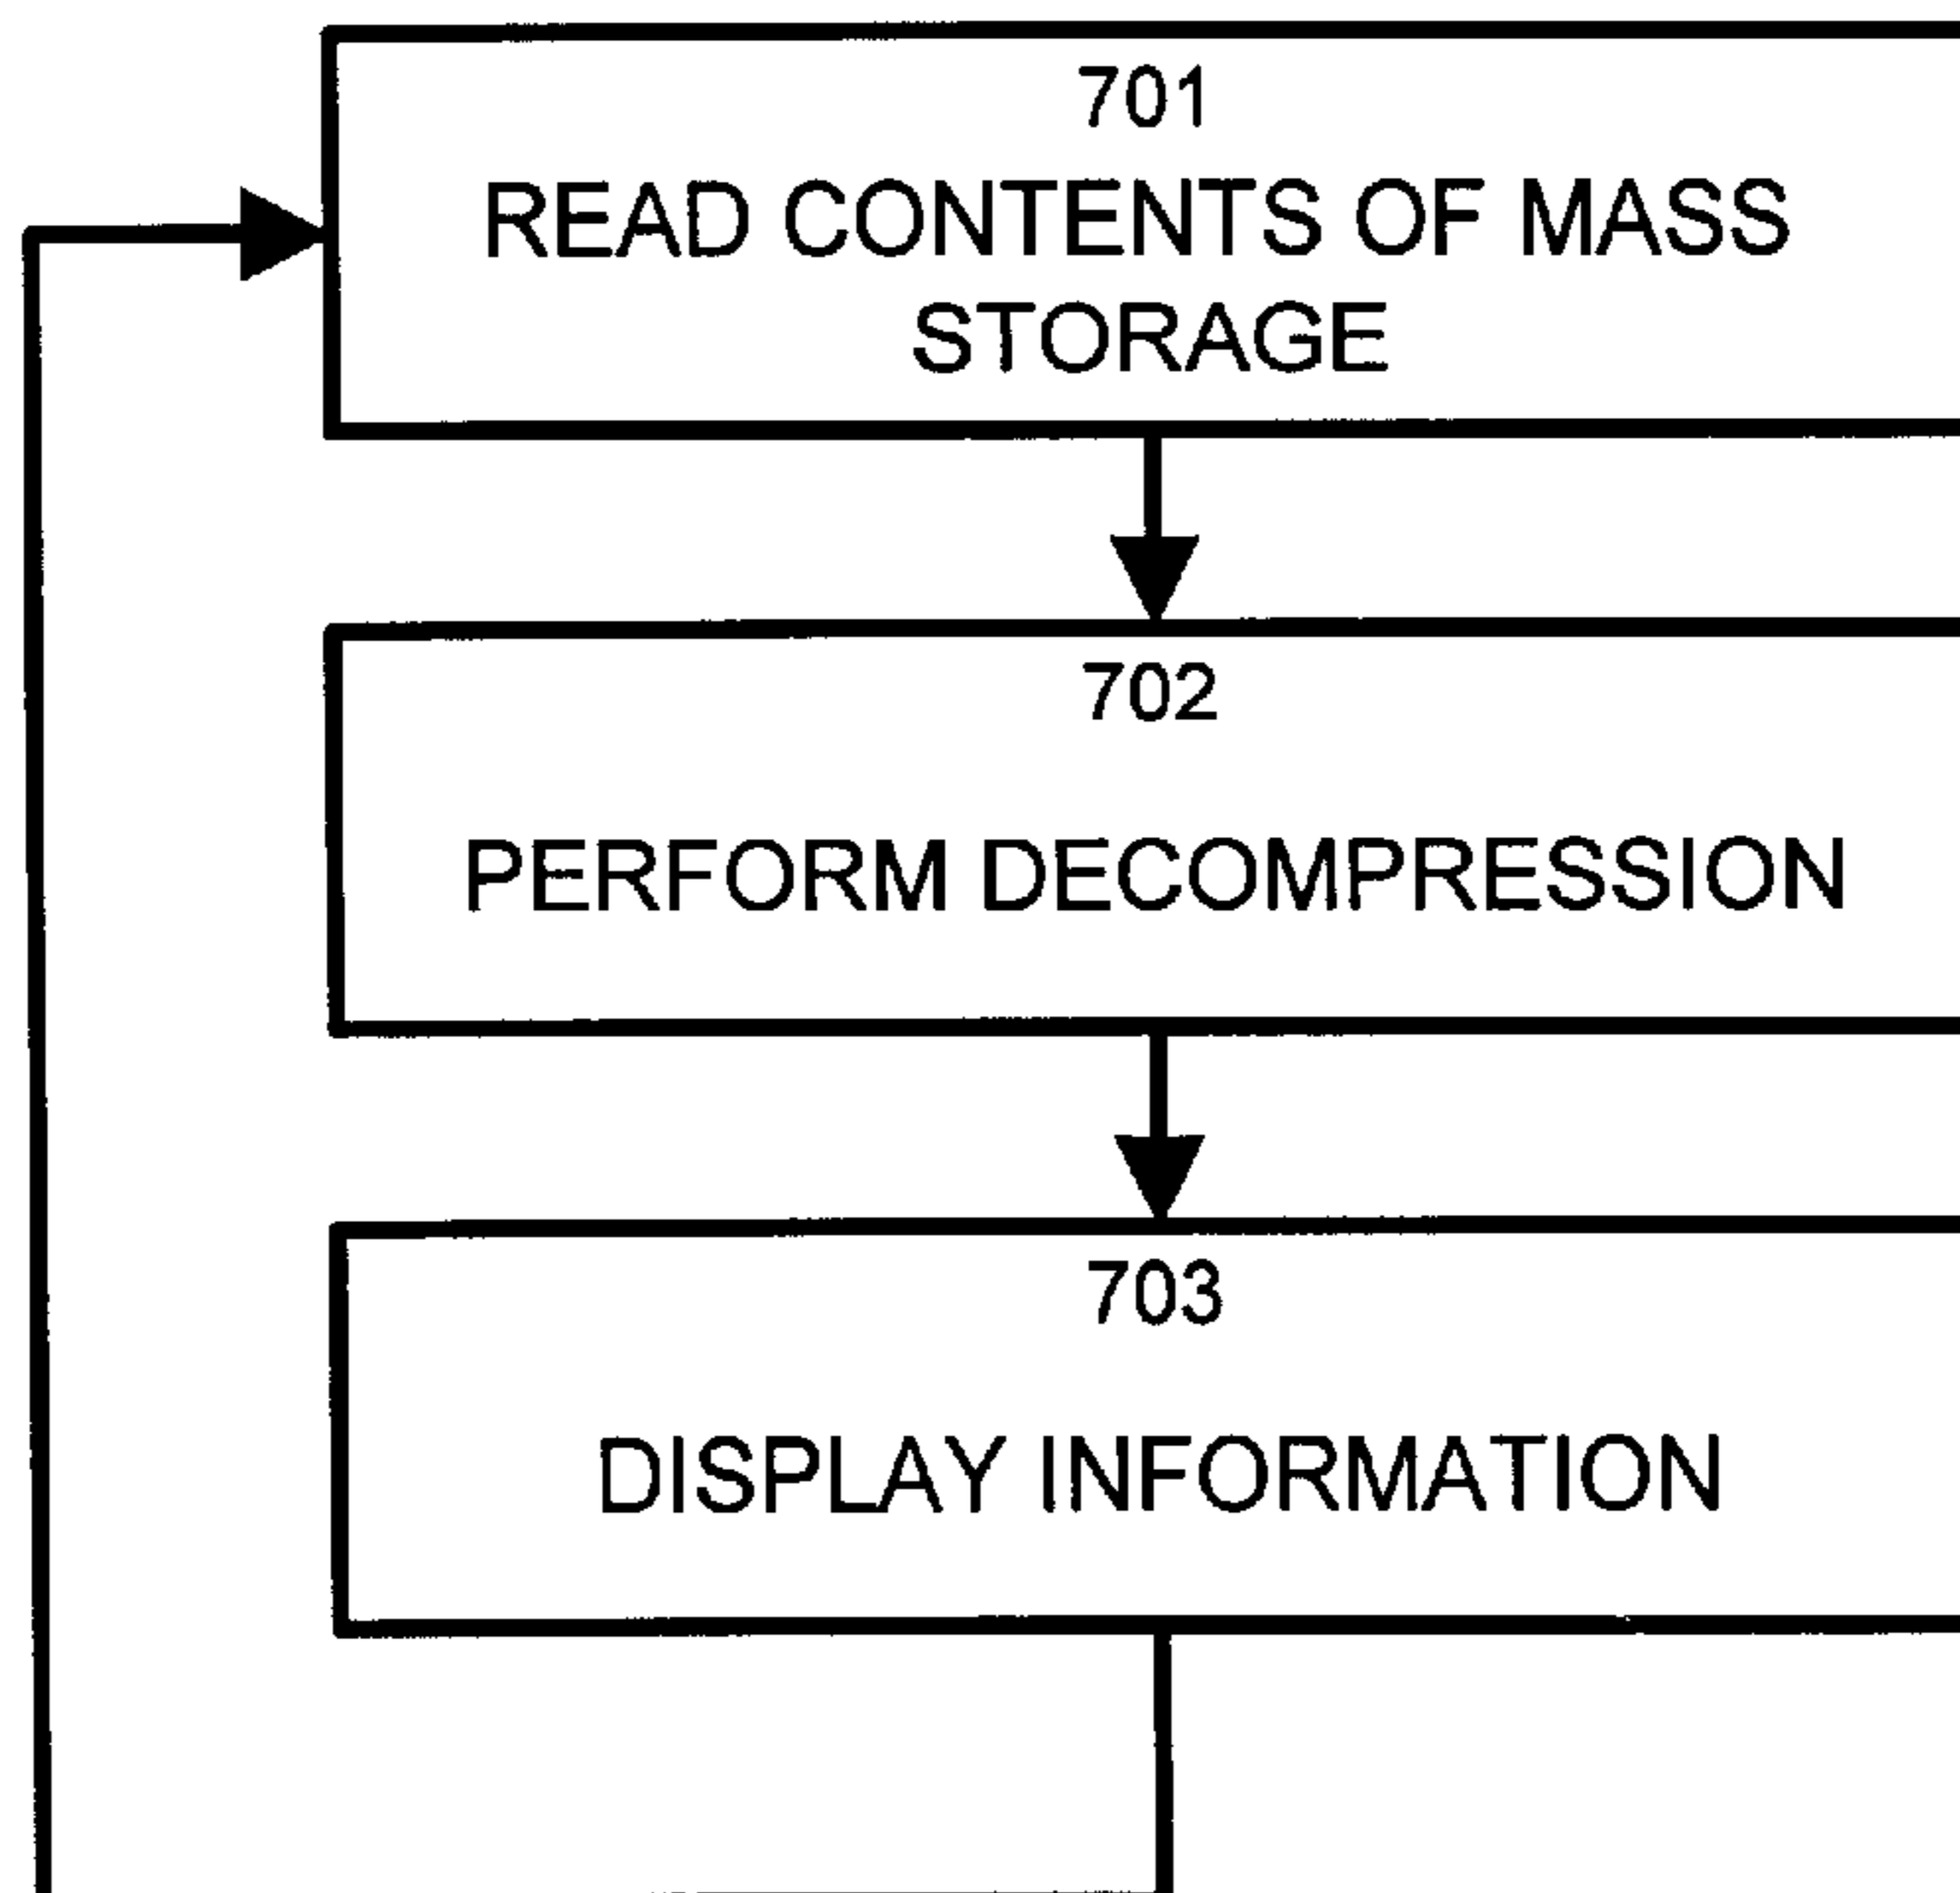 701
READ CONTENTS OF MASS
STORAGE
702
PERFORM DECOMPRESSION
703
DISPLAY INFORMATION